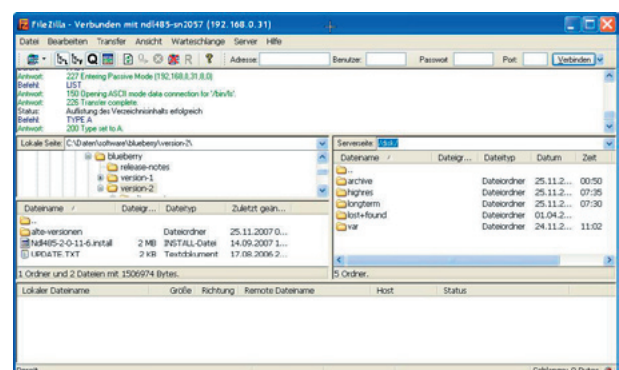 FileZilla - Verbunden mit ndl485-sn2057 (192.168.0.31)
Datei Bearbeiten Transfer Ansicht Warteschlange Server Hilfe
Adresse: Benutzer: Passwort: Port: Verbinden
Antwort: 227 Entering Passive Mode (192,168,0,31,8,0)
Befehl: LIST
Antwort: 150 Opening ASCII mode data connection for '/bin/ls'.
Antwort: 226 Transfer complete.
Status: Auflistung des Verzeichnisinhalts erfolgreich
Befehl: TYPE A
Antwort: 200 Type set to A.
Lokale Seite: C:\Daten\software\blueberry\version-2\
blueberry
release-notes
version-1
version-2
Dateiname Dateigr... Dateityp Zuletzt geän...
..
alte-versionen Dateiordner 25.11.2007 0...
Ndl485-2-0-11-6.install 2 MB INSTALL-Datei 14.09.2007 1...
UPDATE.TXT 2 KB Textdokument 17.08.2006 2...
1 Ordner und 2 Dateien mit 1506974 Bytes.
Serverseite:
Dateiname Dateigr... Dateityp Datum Zeit
..
archive Dateiordner 25.11.2... 00:50
highres Dateiordner 25.11.2... 07:35
longterm Dateiordner 25.11.2... 07:30
lost+found Dateiordner 01.04.2...
var Dateiordner 24.11.2... 11:02
5 Ordner.
Lokaler Dateiname Größe Richtung Remote Dateiname Host Status